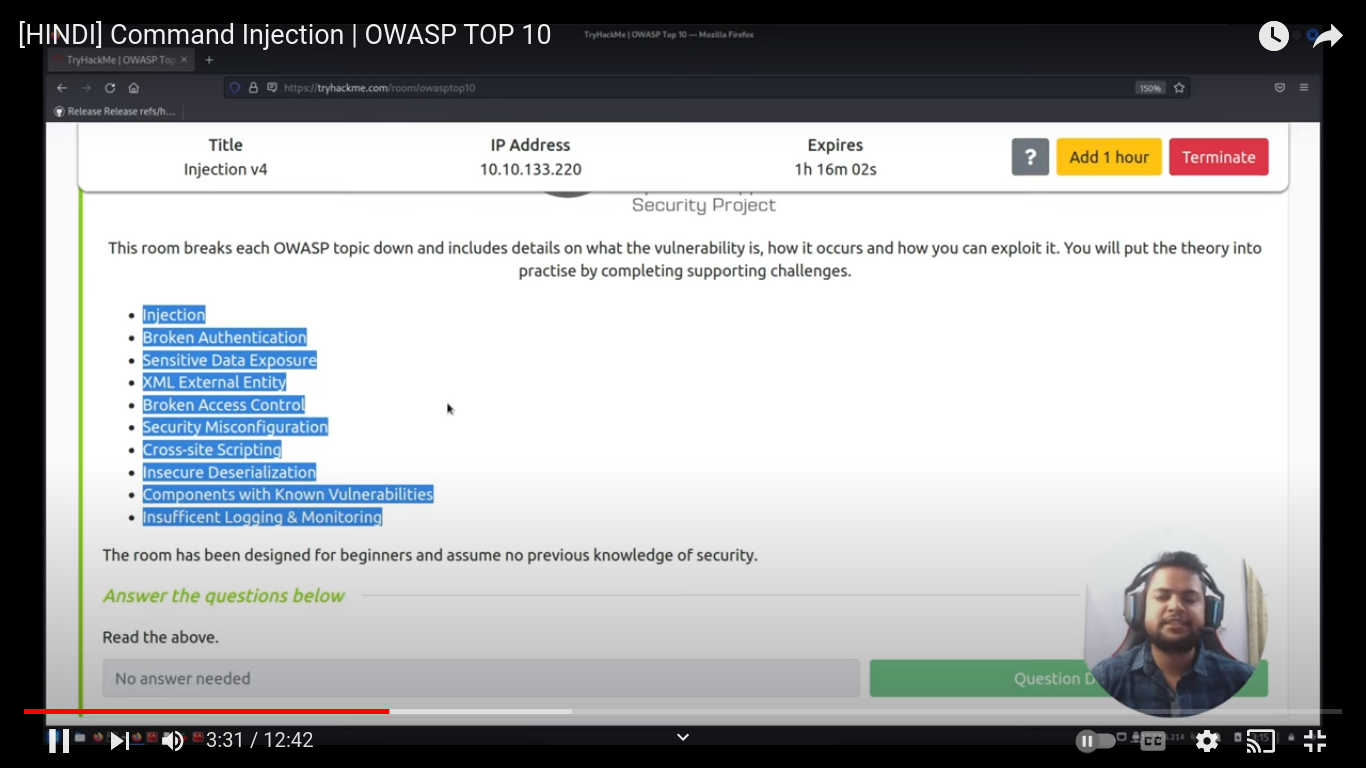 [HINDI] Command Injection | OWASP TOP 10
TryHackMe | OWASP Top 10 — Mozilla Firefox
TryHackMe | OWASP Top
https://tryhackme.com/room/owasptop10
150%
Release Release refs/h...
Title
IP Address
Expires
Injection v4
10.10.133.220
1h 16m 02s
?
Add 1 hour
Terminate
Security Project
This room breaks each OWASP topic down and includes details on what the vulnerability is, how it occurs and how you can exploit it. You will put the theory into
practise by completing supporting challenges.
Injection
Broken Authentication
Sensitive Data Exposure
XML External Entity
Broken Access Control
Security Misconfiguration
Cross-site Scripting
Insecure Deserialization
Components with Known Vulnerabilities
Insufficent Logging & Monitoring
The room has been designed for beginners and assume no previous knowledge of security.
Answer the questions below
Read the above.
No answer needed
Question D
3:31 / 12:42
CC